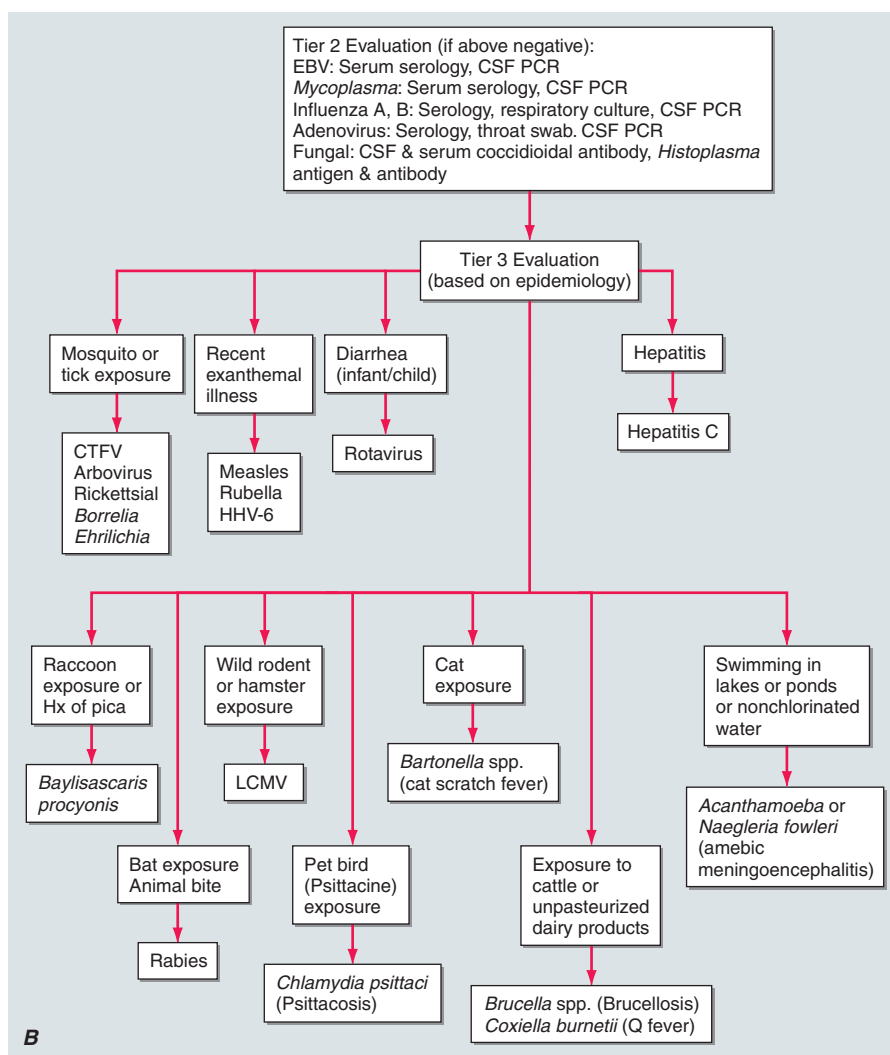 Tier 2 Evaluation (if above negative):
EBV: Serum serology, CSF PCR
Mycoplasma: Serum serology, CSF PCR
Influenza A, B: Serology, respiratory culture, CSF PCR
Adenovirus: Serology, throat swab. CSF PCR
Fungal: CSF & serum coccidioidal antibody, Histoplasma
antigen & antibody
Tier 3 Evaluation
(based on epidemiology)
Mosquito or
tick exposure
Recent
exanthemal
illness
Diarrhea
(infant/child)
Hepatitis
CTFV
Arbovirus
Rickettsial
Borrelia
Ehrilichia
Measles
Rubella
HHV-6
Rotavirus
Hepatitis C
Raccoon
exposure or
Hx of pica
Wild rodent
or hamster
exposure
Cat
exposure
Swimming in
lakes or ponds
or nonchlorinated
water
Baylisascaris
procyonis
LCMV
Bartonella spp.
(cat scratch fever)
Acanthamoeba or
Naegleria fowleri
(amebic
meningoencephalitis)
Bat exposure
Animal bite
Pet bird
(Psittacine)
exposure
Exposure to
cattle or
unpasteurized
dairy products
Rabies
Chlamydia psittaci
(Psittacosis)
Brucella spp. (Brucellosis)
Coxiella burnetii (Q fever)
B